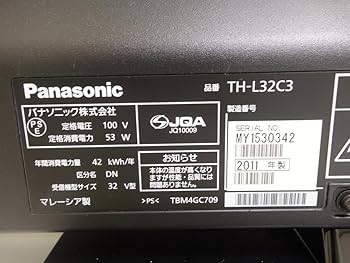 Panasonic
品番 TH-L32C3
パナソニック株式会社
製造番号
PS
E
定格電圧 100 V
定格消費電力 53 W
JQA
JQ10009
SERIAL NO.
MY1530342
2011 年製
年間消費電力量 42 kWh/年
区分名 DN
受信機型サイズ 32 V型
お知らせ
本体の温度が高くなり
ますが性能・品質には
問題ありません。
マレーシア製
>PS< TBM4GC709